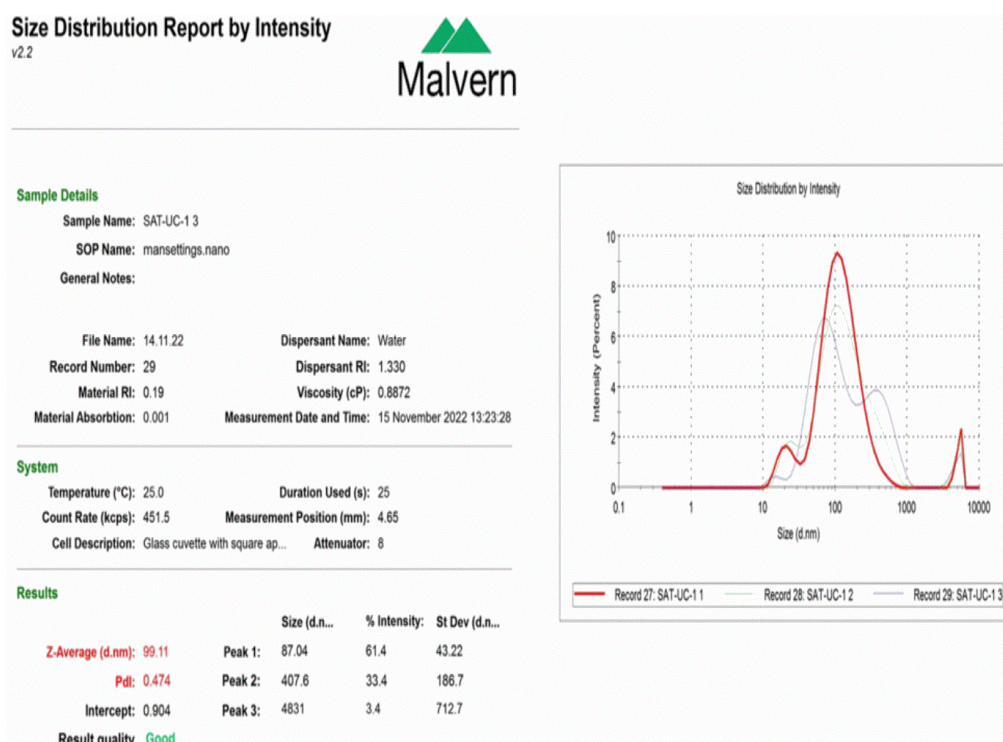 Size Distribution Report by Intensity
v2.2
Malvern
Sample Details
Sample Name: SAT-UC-1 3
SOP Name: mansettings.nano
General Notes:
File Name: 14.11.22 Dispersant Name: Water
Record Number: 29 Dispersant RI: 1.330
Material RI: 0.19 Viscosity (cP): 0.8872
Material Absorbtion: 0.001 Measurement Date and Time: 15 November 2022 13:23:28
System
Temperature (°C): 25.0 Duration Used (s): 25
Count Rate (kcps): 451.5 Measurement Position (mm): 4.65
Cell Description: Glass cuvette with square ap... Attenuator: 8
Results
Size (d.n... % Intensity: St Dev (d.n...
Z-Average (d.nm): 99.11 Peak 1: 87.04 61.4 43.22
PdI: 0.474 Peak 2: 407.6 33.4 186.7
Intercept: 0.904 Peak 3: 4831 3.4 712.7
Result quality Good
Size Distribution by Intensity
Intensity (Percent)
10
8
6
4
2
0
0.1 1 10 100 1000 10000
Size (d.nm)
Record 27: SAT-UC-1 1 Record 28: SAT-UC-1 2 Record 29: SAT-UC-1 3